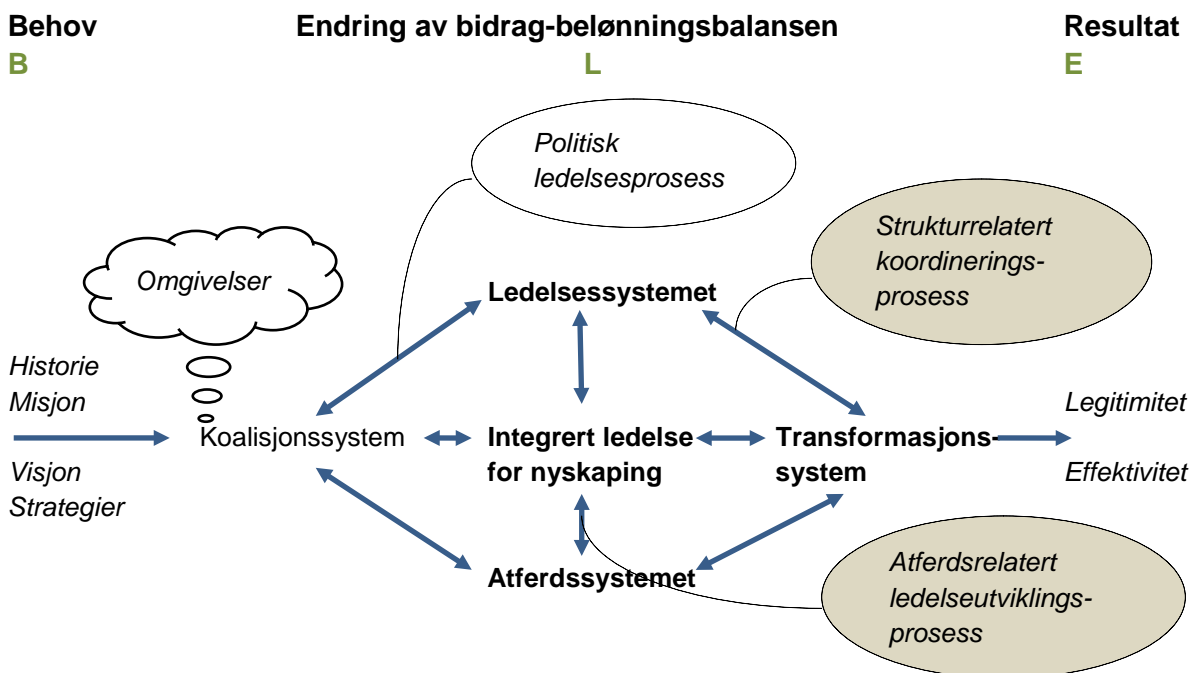 Behov
Endring av bidrag-belønningsbalansen
Resultat
B
L
E
Politisk
ledelsesprosess
Strukturrelatert
koordinerings-
prosess
Omgivelser
Ledelsessystemet
Historie
Misjon
Visjon
Strategier
Koalisjonssystem
Integrert ledelse
for nyskaping
Transformasjons-
system
Legitimitet
Effektivitet
Atferdssystemet
Atferdsrelatert
ledelseutviklings-
prosess